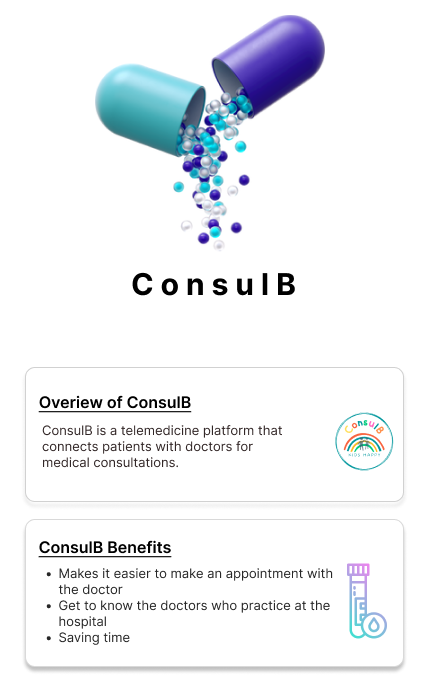 ConsulB
Overiew of ConsulB
ConsulB is a telemedicine platform that
connects patients with doctors for
medical consultations.
ConsulB
KIDS HAPPY
ConsulB Benefits
• Makes it easier to make an appointment with
the doctor
• Get to know the doctors who practice at the
hospital
• Saving time